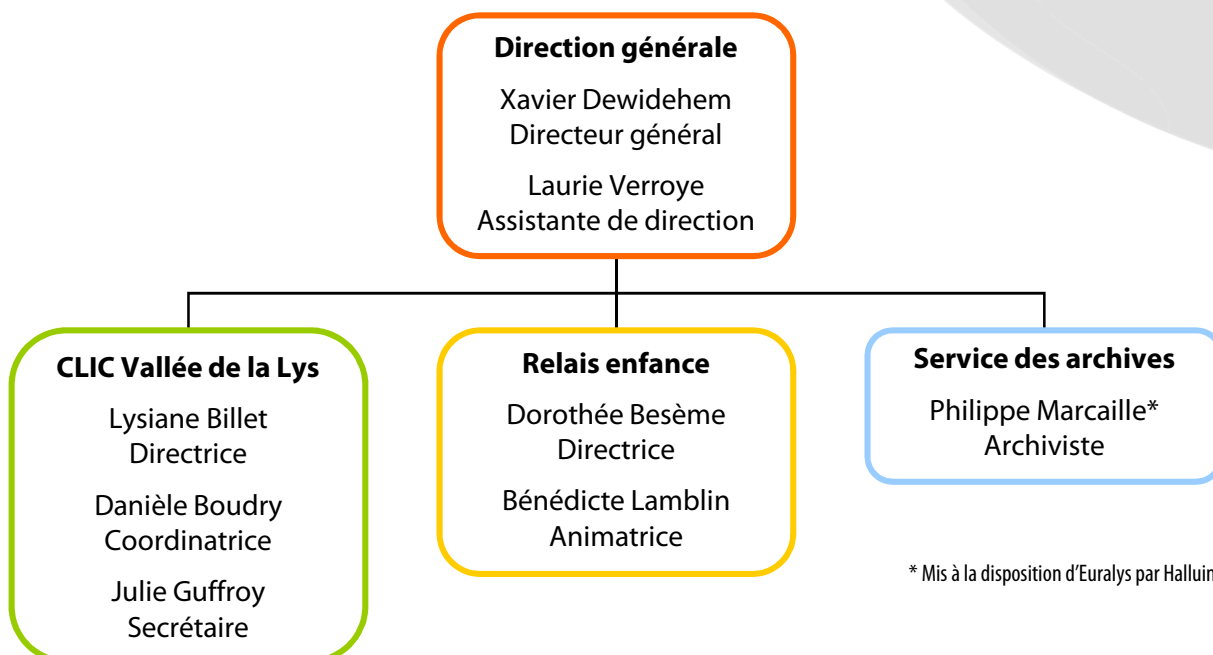 Direction générale
Xavier Dewidehem
Directeur général
Laurie Verroye
Assistante de direction
CLIC Vallée de la Lys
Lysiane Billet
Directrice
Danièle Boudry
Coordinatrice
Julie Guffroy
Secrétaire
Relais enfance
Dorothée Besème
Directrice
Bénédicte Lamblin
Animatrice
Service des archives
Philippe Marcaille*
Archiviste
* Mis à la disposition d'Euralys par Halluin